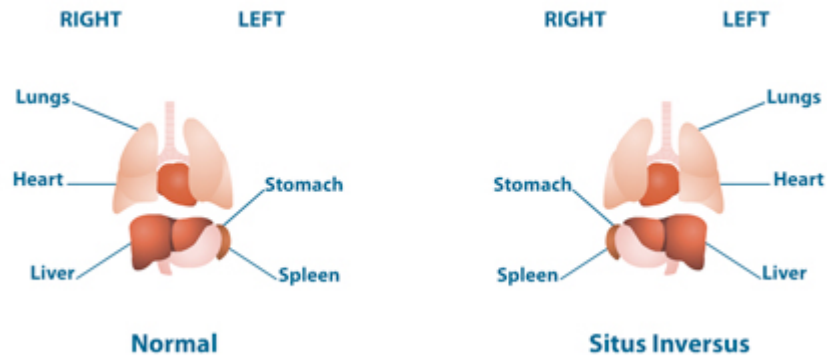 RIGHT LEFT
Lungs
Heart
Stomach
Liver
Spleen
Normal
RIGHT LEFT
Lungs
Stomach
Heart
Spleen
Liver
Situs Inversus